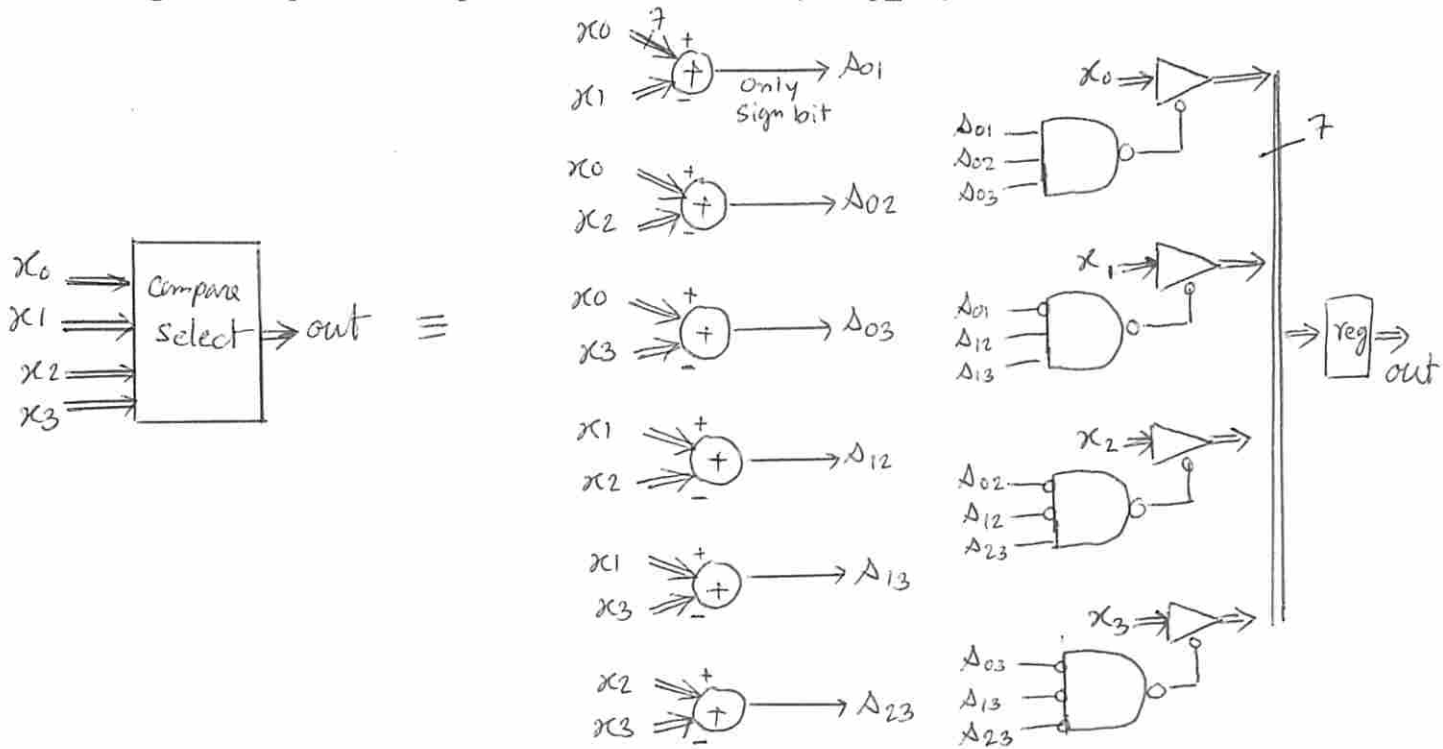 x0
7
+
x1
-
+
Only
sign bit
s01
x0
+
x2
-
+
s02
x0
+
x3
-
+
s03
x1
+
x2
-
+
s12
x1
+
x3
-
+
s13
x2
+
x3
-
+
s23
x0
x1
x2
x3
Compare
select
out
≡
x0
s01
s02
s03
x1
s01
s12
s13
x2
s02
s12
s23
x3
s03
s13
s23
7
reg
out